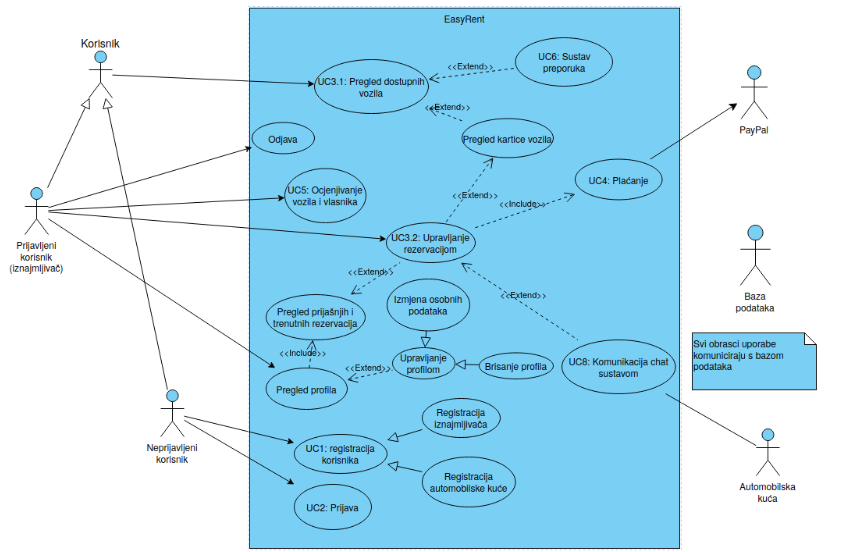 EasyRent
Korisnik
UC6: Sustav
preporuka
<<Extend>>
UC3.1: Pregled dostupnih
vozila
<<Extend>>
PayPal
Odjava
Pregled kartice vozila
UC4: Plaćanje
UC5: Ocjenjivanje
vozila i vlasnika
<<Extend>>
<<Include>>
Prijavljeni
korisnik
(iznajmljivač)
UC3.2: Upravljanje
rezervacijom
<<Extend>>
Baza
podataka
Izmjena osobnih
podataka
<<Extend>>
Pregled prijašnjih i
trenutnih rezervacija
Svi obrasci uporabe
komuniciraju s bazom
podataka
<<Include>>
Upravljanje
profilom
<<Extend>>
Brisanje profila
UC8: Komunikacija chat
sustavom
Pregled profila
Neprijavljeni
korisnik
Registracija
iznajmljivača
UC1: registracija
korisnika
Registracija
automobilske kuće
Automobilska
kuća
UC2: Prijava